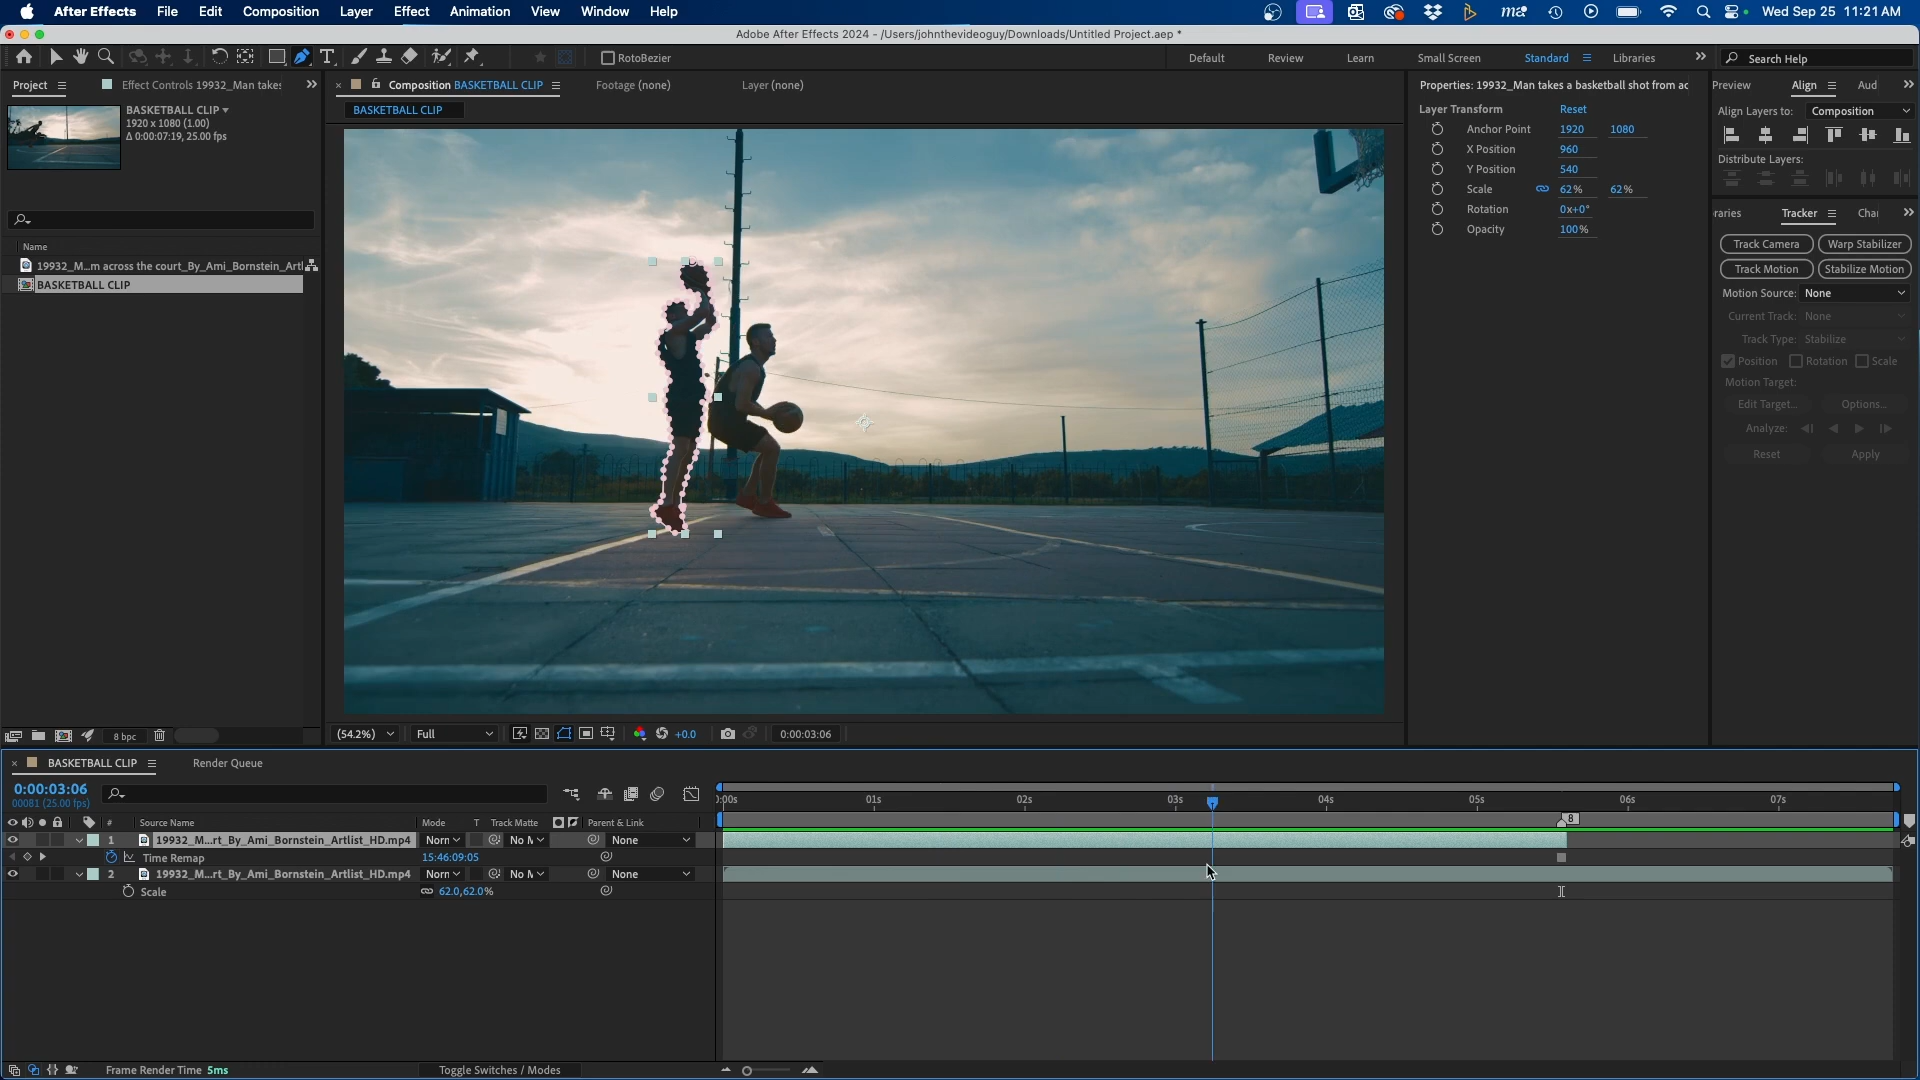 After Effects File Edit Composition Layer Effect Animation View Window Help Wed Sep 25 11:21 AM
Adobe After Effects 2024 - /Users/johnthevideoguy/Downloads/Untitled Project.aep *
RotoBezier Default Review Learn Small Screen Standard Libraries Search Help
Project Effect Controls 19932_Man takes Composition BASKETBALL CLIP Footage (none) Layer (none) Properties: 19932_Man takes a basketball shot from ac Preview Align Aud
BASKETBALL CLIP
1920 x 1080 (1.00)
Δ 0:00:07:19, 25.00 fps
BASKETBALL CLIP
Layer Transform Reset
Anchor Point 1920 1080
X Position 960
Y Position 540
Scale 62% 62%
Rotation 0x+0°
Opacity 100%
Align Layers to: Composition
Distribute Layers:
raries Tracker Cha
Track Camera Warp Stabilizer
Track Motion Stabilize Motion
Motion Source: None
Current Track: None
Track Type: Stabilize
Position Rotation Scale
Motion Target:
Edit Target... Options...
Analyze:
Reset Apply
Name
19932_M...m across the court_By_Ami_Bornstein_Artl
BASKETBALL CLIP
8 bpc
(54.2%) Full +0.0 0:00:03:06
BASKETBALL CLIP Render Queue
0:00:03:06
00081 (25.00 fps)
):00s 01s 02s 03s 04s 05s 06s 07s
# Source Name Mode T Track Matte Parent & Link
8
1 19932_M...rt_By_Ami_Bornstein_Artlist_HD.mp4 Norn No M None
Time Remap 15:46:09:05
2 19932_M...rt_By_Ami_Bornstein_Artlist_HD.mp4 Norn No M None
Scale 62.0,62.0%
Frame Render Time 5ms Toggle Switches / Modes